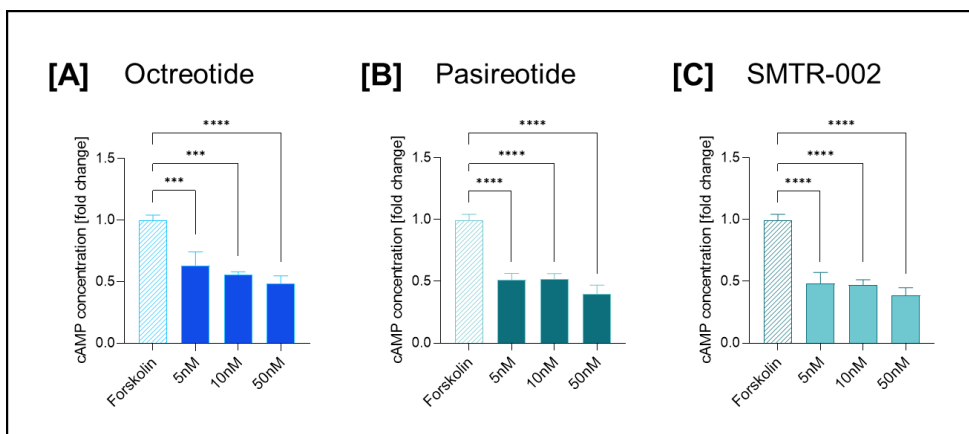 [A] Octreotide
****
***
***
cAMP concentration [fold change]
1.5
1.0
0.5
0.0
Forskolin
5nM
10nM
50nM
[B] Pasireotide
****
****
****
cAMP concentration [fold change]
1.5
1.0
0.5
0.0
Forskolin
5nM
10nM
50nM
[C] SMTR-002
****
****
****
cAMP concentration [fold change]
1.5
1.0
0.5
0.0
Forskolin
5nM
10nM
50nM